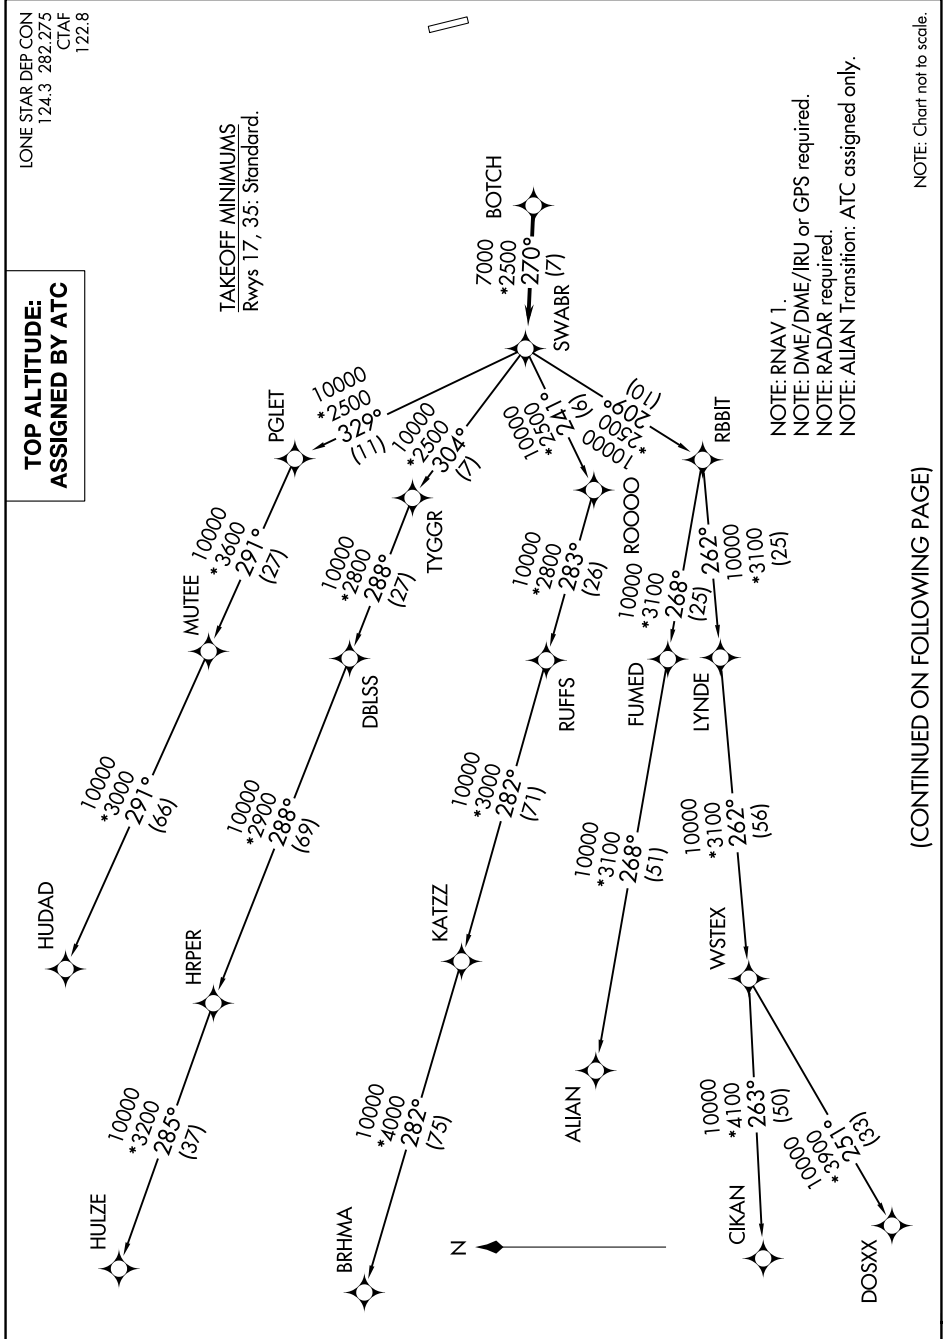 LONE STAR DEP CON
124.3 282.275
CTAF
122.8
TOP ALTITUDE:
ASSIGNED BY ATC
TAKEOFF MINIMUMS
Rwys 17, 35: Standard.
BOTCH
7000
*2500
270°
(7)
SWABR
PGLET
10000
*2500
329°
(11)
10000
*2500
304°
(7)
TYGGR
10000
*2500
241°
(6)
ROOOO
10000
*2500
209°
(10)
RBBIT
MUTEE
10000
*3600
291°
(27)
HUDAD
10000
*3000
291°
(66)
10000
*2800
288°
(27)
DBLSS
10000
*2900
288°
(69)
HRPER
10000
*3200
285°
(37)
HULZE
10000
*2800
283°
(26)
RUFFS
10000
*3000
282°
(71)
KATZZ
10000
*4000
282°
(75)
BRHMA
10000
*3100
268°
(25)
FUMED
10000
*3100
268°
(51)
ALIAN
262°
10000
*3100
(25)
LYNDE
10000
*3100
262°
(56)
WSTEX
10000
*4100
263°
(50)
CIKAN
10000
*3900
251°
(33)
DOSXX
N
NOTE: RNAV 1.
NOTE: DME/DME/IRU or GPS required.
NOTE: RADAR required.
NOTE: ALIAN Transition: ATC assigned only.
NOTE: Chart not to scale.
(CONTINUED ON FOLLOWING PAGE)